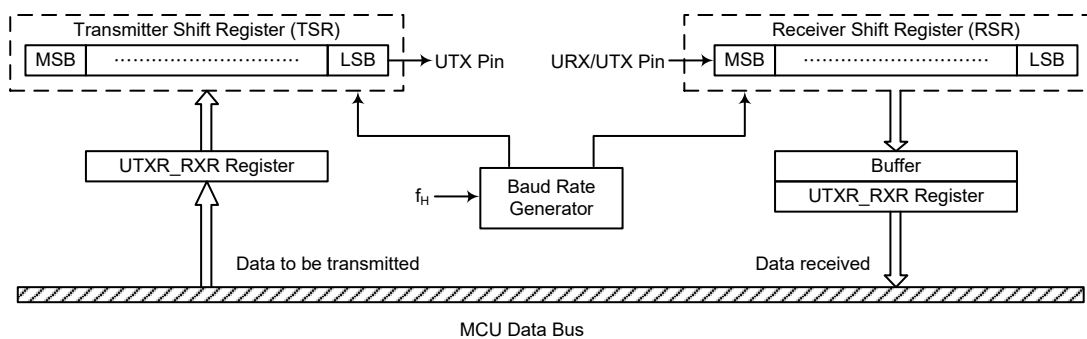 Transmitter Shift Register (TSR)
MSB ………………………… LSB
UTX Pin
URX/UTX Pin
Receiver Shift Register (RSR)
MSB ………………………… LSB
UTXR_RXR Register
f_H
Baud Rate
Generator
Buffer
UTXR_RXR Register
Data to be transmitted
Data received
MCU Data Bus